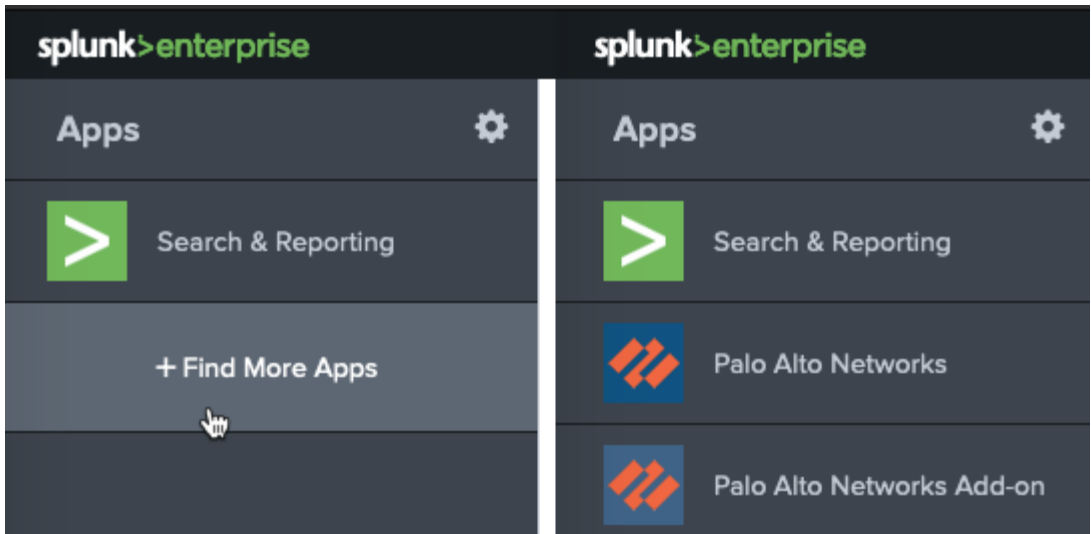 splunk>enterprise
Apps
Search & Reporting
+ Find More Apps
splunk>enterprise
Apps
Search & Reporting
Palo Alto Networks
Palo Alto Networks Add-on